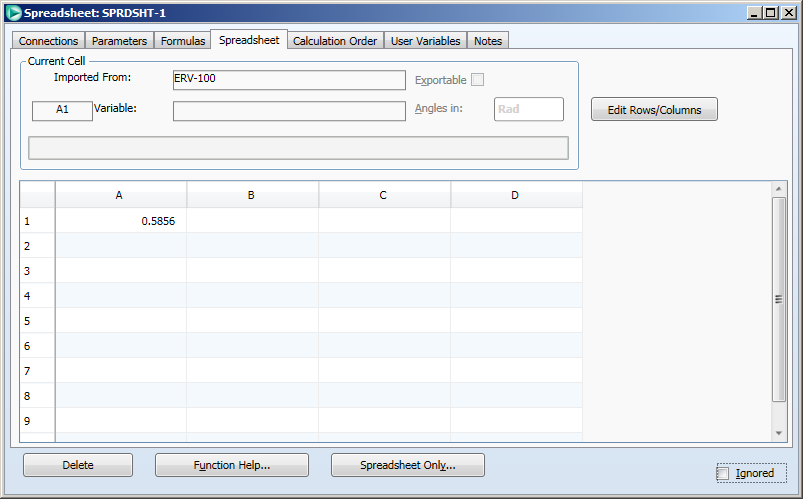 Spreadsheet: SPRDSHT-1
Connections Parameters Formulas Spreadsheet Calculation Order User Variables Notes
Current Cell
Imported From: ERV-100 Exportable
A1 Variable: Angles in: Rad Edit Rows/Columns
A B C D
1 0.5856
2
3
4
5
6
7
8
9
Delete Function Help... Spreadsheet Only... Ignored